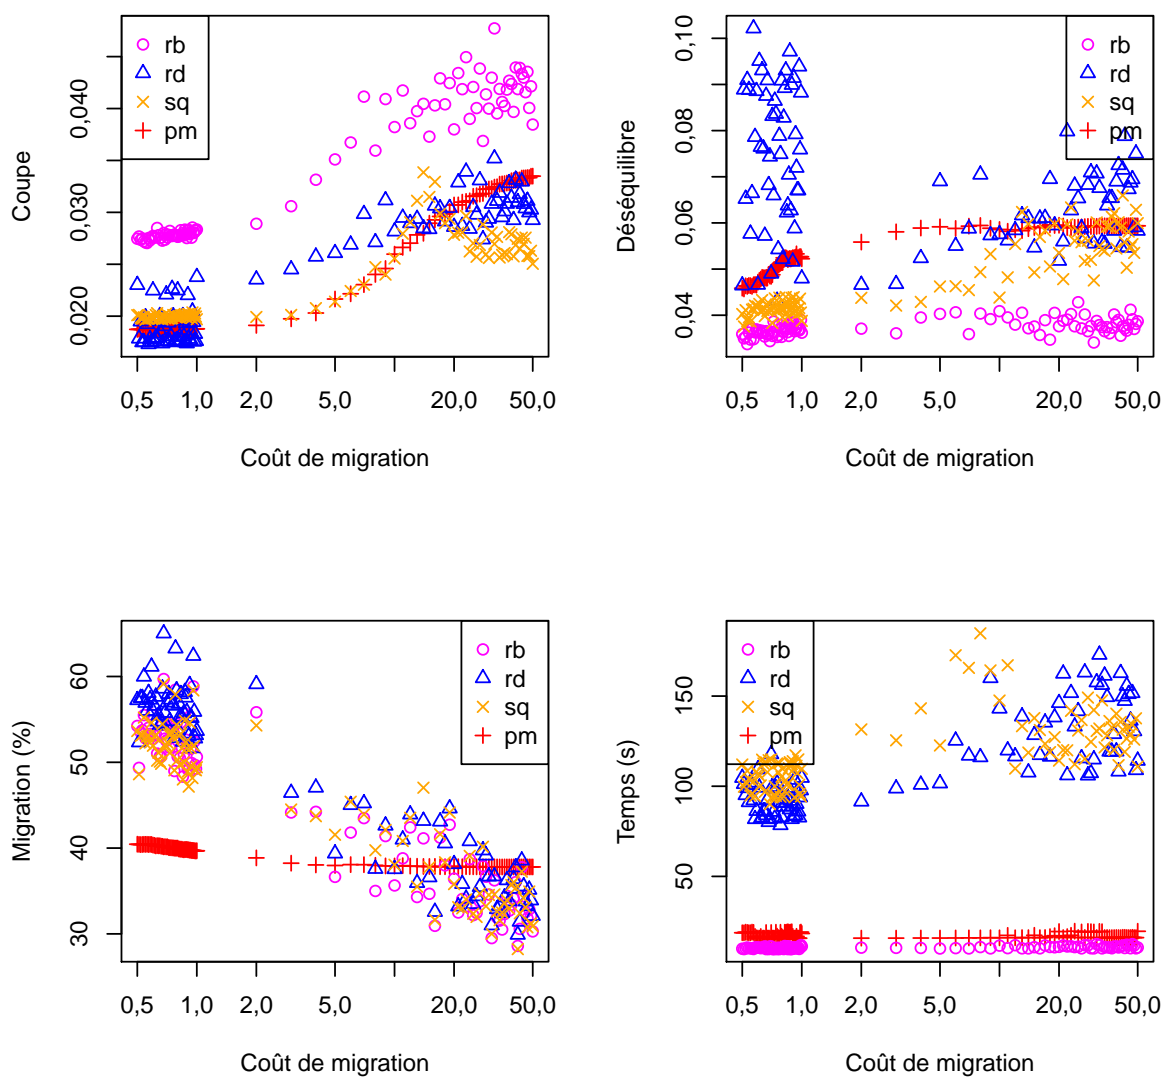 rb
rd
sq
pm
0,020
0,030
0,040
Coupe
0,5
1,0
2,0
5,0
20,0
50,0
Coût de migration
rb
rd
sq
pm
0,04
0,06
0,08
0,10
Déséquilibre
0,5
1,0
2,0
5,0
20,0
50,0
Coût de migration
rb
rd
sq
pm
30
40
50
60
Migration (%)
0,5
1,0
2,0
5,0
20,0
50,0
Coût de migration
rb
rd
sq
pm
50
100
150
Temps (s)
0,5
1,0
2,0
5,0
20,0
50,0
Coût de migration